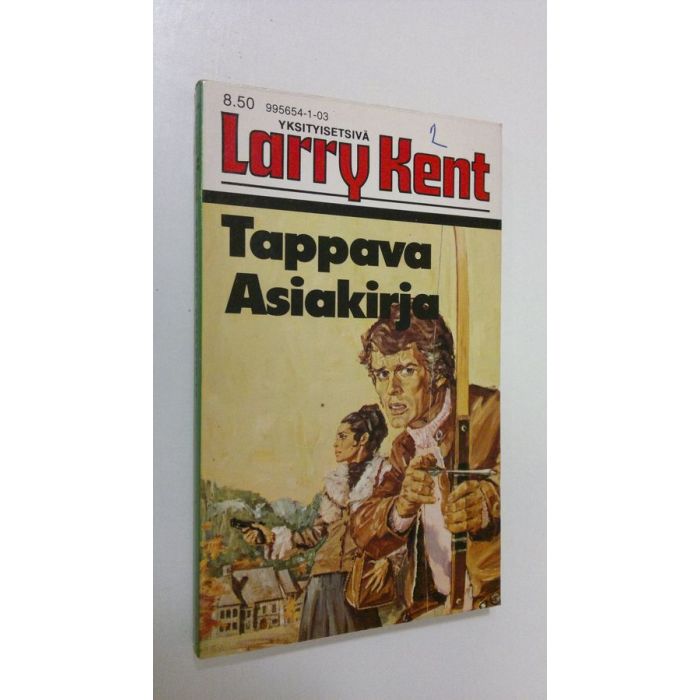 8.50 995654-1-03
YKSITYISETSIVÄ
2
Larry Kent
Tappava
Asiakirja